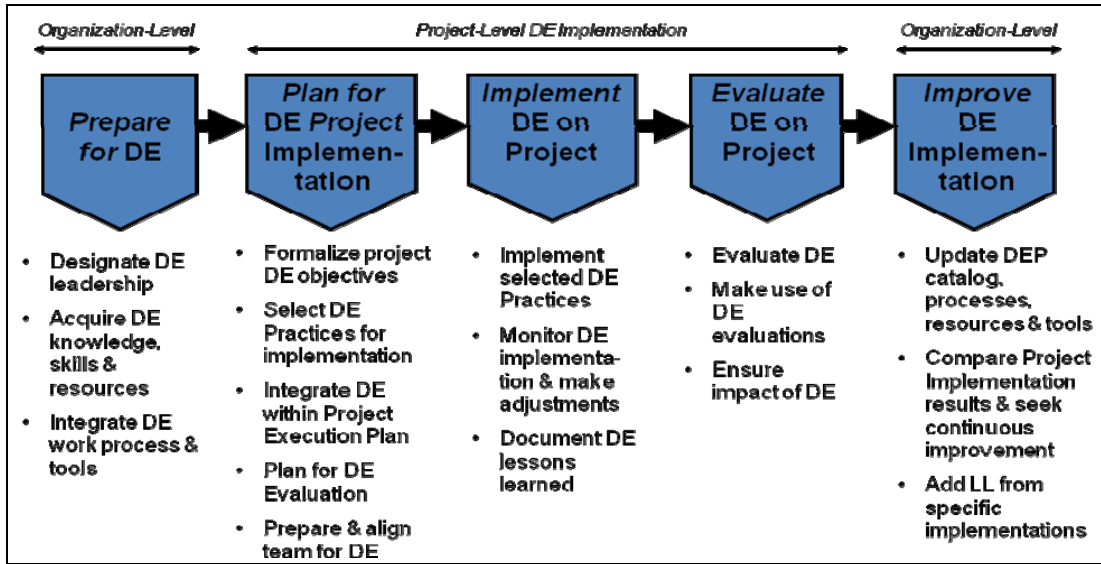 Organization-Level
Project-Level DE Implementation
Organization-Level
Prepare
for DE
Plan for
DE Project
Implemen-
tation
Implement
DE on
Project
Evaluate
DE on
Project
Improve
DE
Implemen-
tation
• Designate DE
leadership
• Acquire DE
knowledge,
skills &
resources
• Integrate DE
work process &
tools
• Formalize project
DE objectives
• Select DE
Practices for
implementation
• Integrate DE
within Project
Execution Plan
• Plan for DE
Evaluation
• Prepare & align
team for DE
• Implement
selected DE
Practices
• Monitor DE
implementa-
tion & make
adjustments
• Document DE
lessons
learned
• Evaluate DE
• Make use of
DE
evaluations
• Ensure
impact of DE
• Update DEP
catalog,
processes,
resources & tools
• Compare Project
Implementation
results & seek
continuous
improvement
• Add LL from
specific
implementations